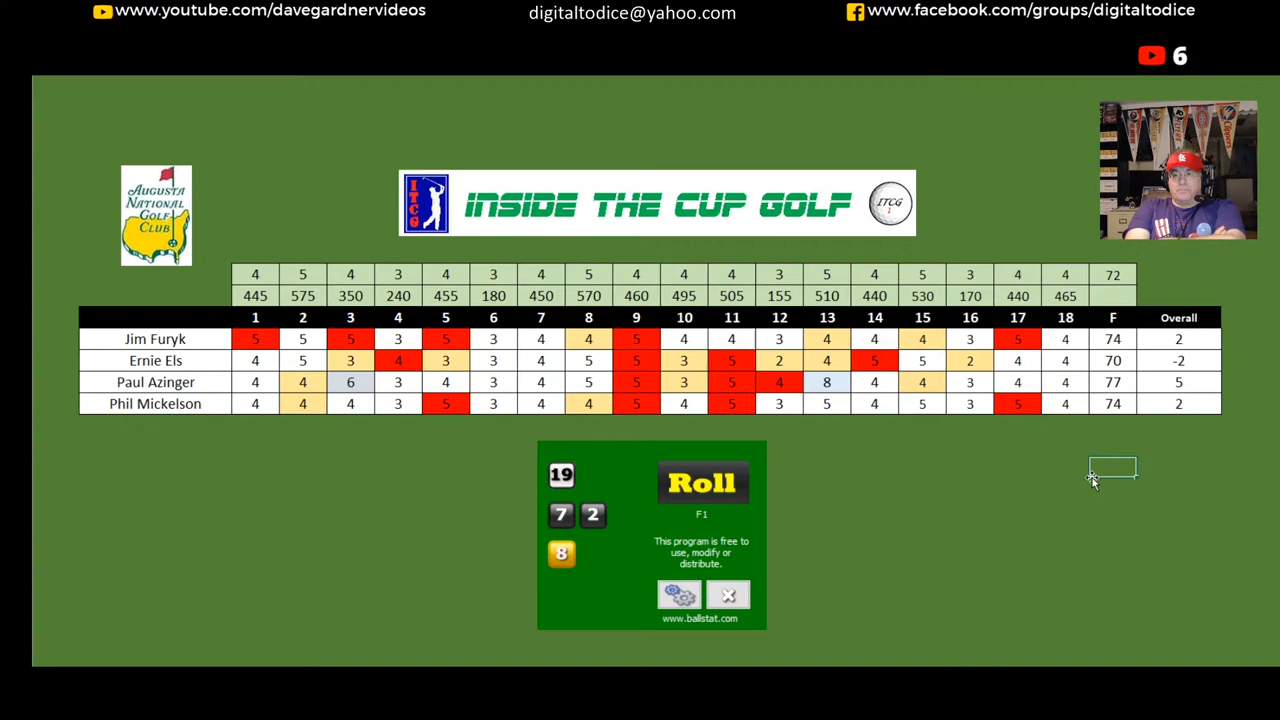 www.youtube.com/davegardnervideos
digitaltodice@yahoo.com
www.facebook.com/groups/digitaltodice
6
AUGUSTA
NATIONAL
GOLF
CLUB
ITCG
INSIDE THE CUP GOLF
ITCG
1
4 5 4 3 4 3 4 5 4 4 4 3 5 4 5 3 4 4 72
445 575 350 240 455 180 450 570 460 495 505 155 510 440 530 170 440 465
1 2 3 4 5 6 7 8 9 10 11 12 13 14 15 16 17 18 F Overall
Jim Furyk 5 5 5 3 5 3 4 4 5 4 4 3 4 4 4 3 5 4 74 2
Ernie Els 4 5 3 4 3 3 4 5 5 3 5 2 4 5 5 2 4 4 70 -2
Paul Azinger 4 4 6 3 4 3 4 5 5 3 5 4 8 4 4 3 4 4 77 5
Phil Mickelson 4 4 4 3 5 3 4 4 5 4 5 3 5 4 5 3 5 4 74 2
19
7 2
8
Roll
F1
This program is free to
use, modify or
distribute.
www.ballstat.com